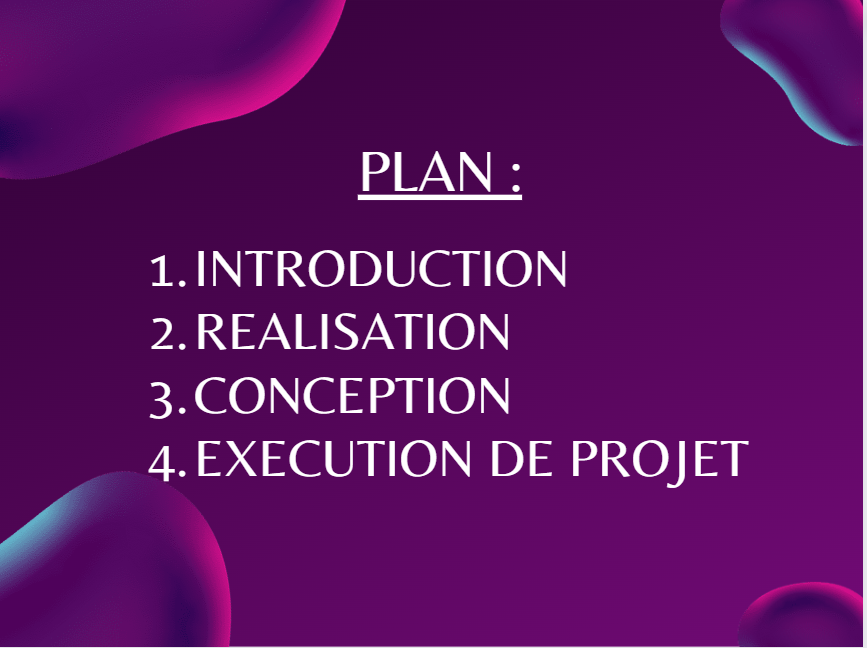 PLAN :
1. INTRODUCTION
2. REALISATION
3. CONCEPTION
4. EXECUTION DE PROJET